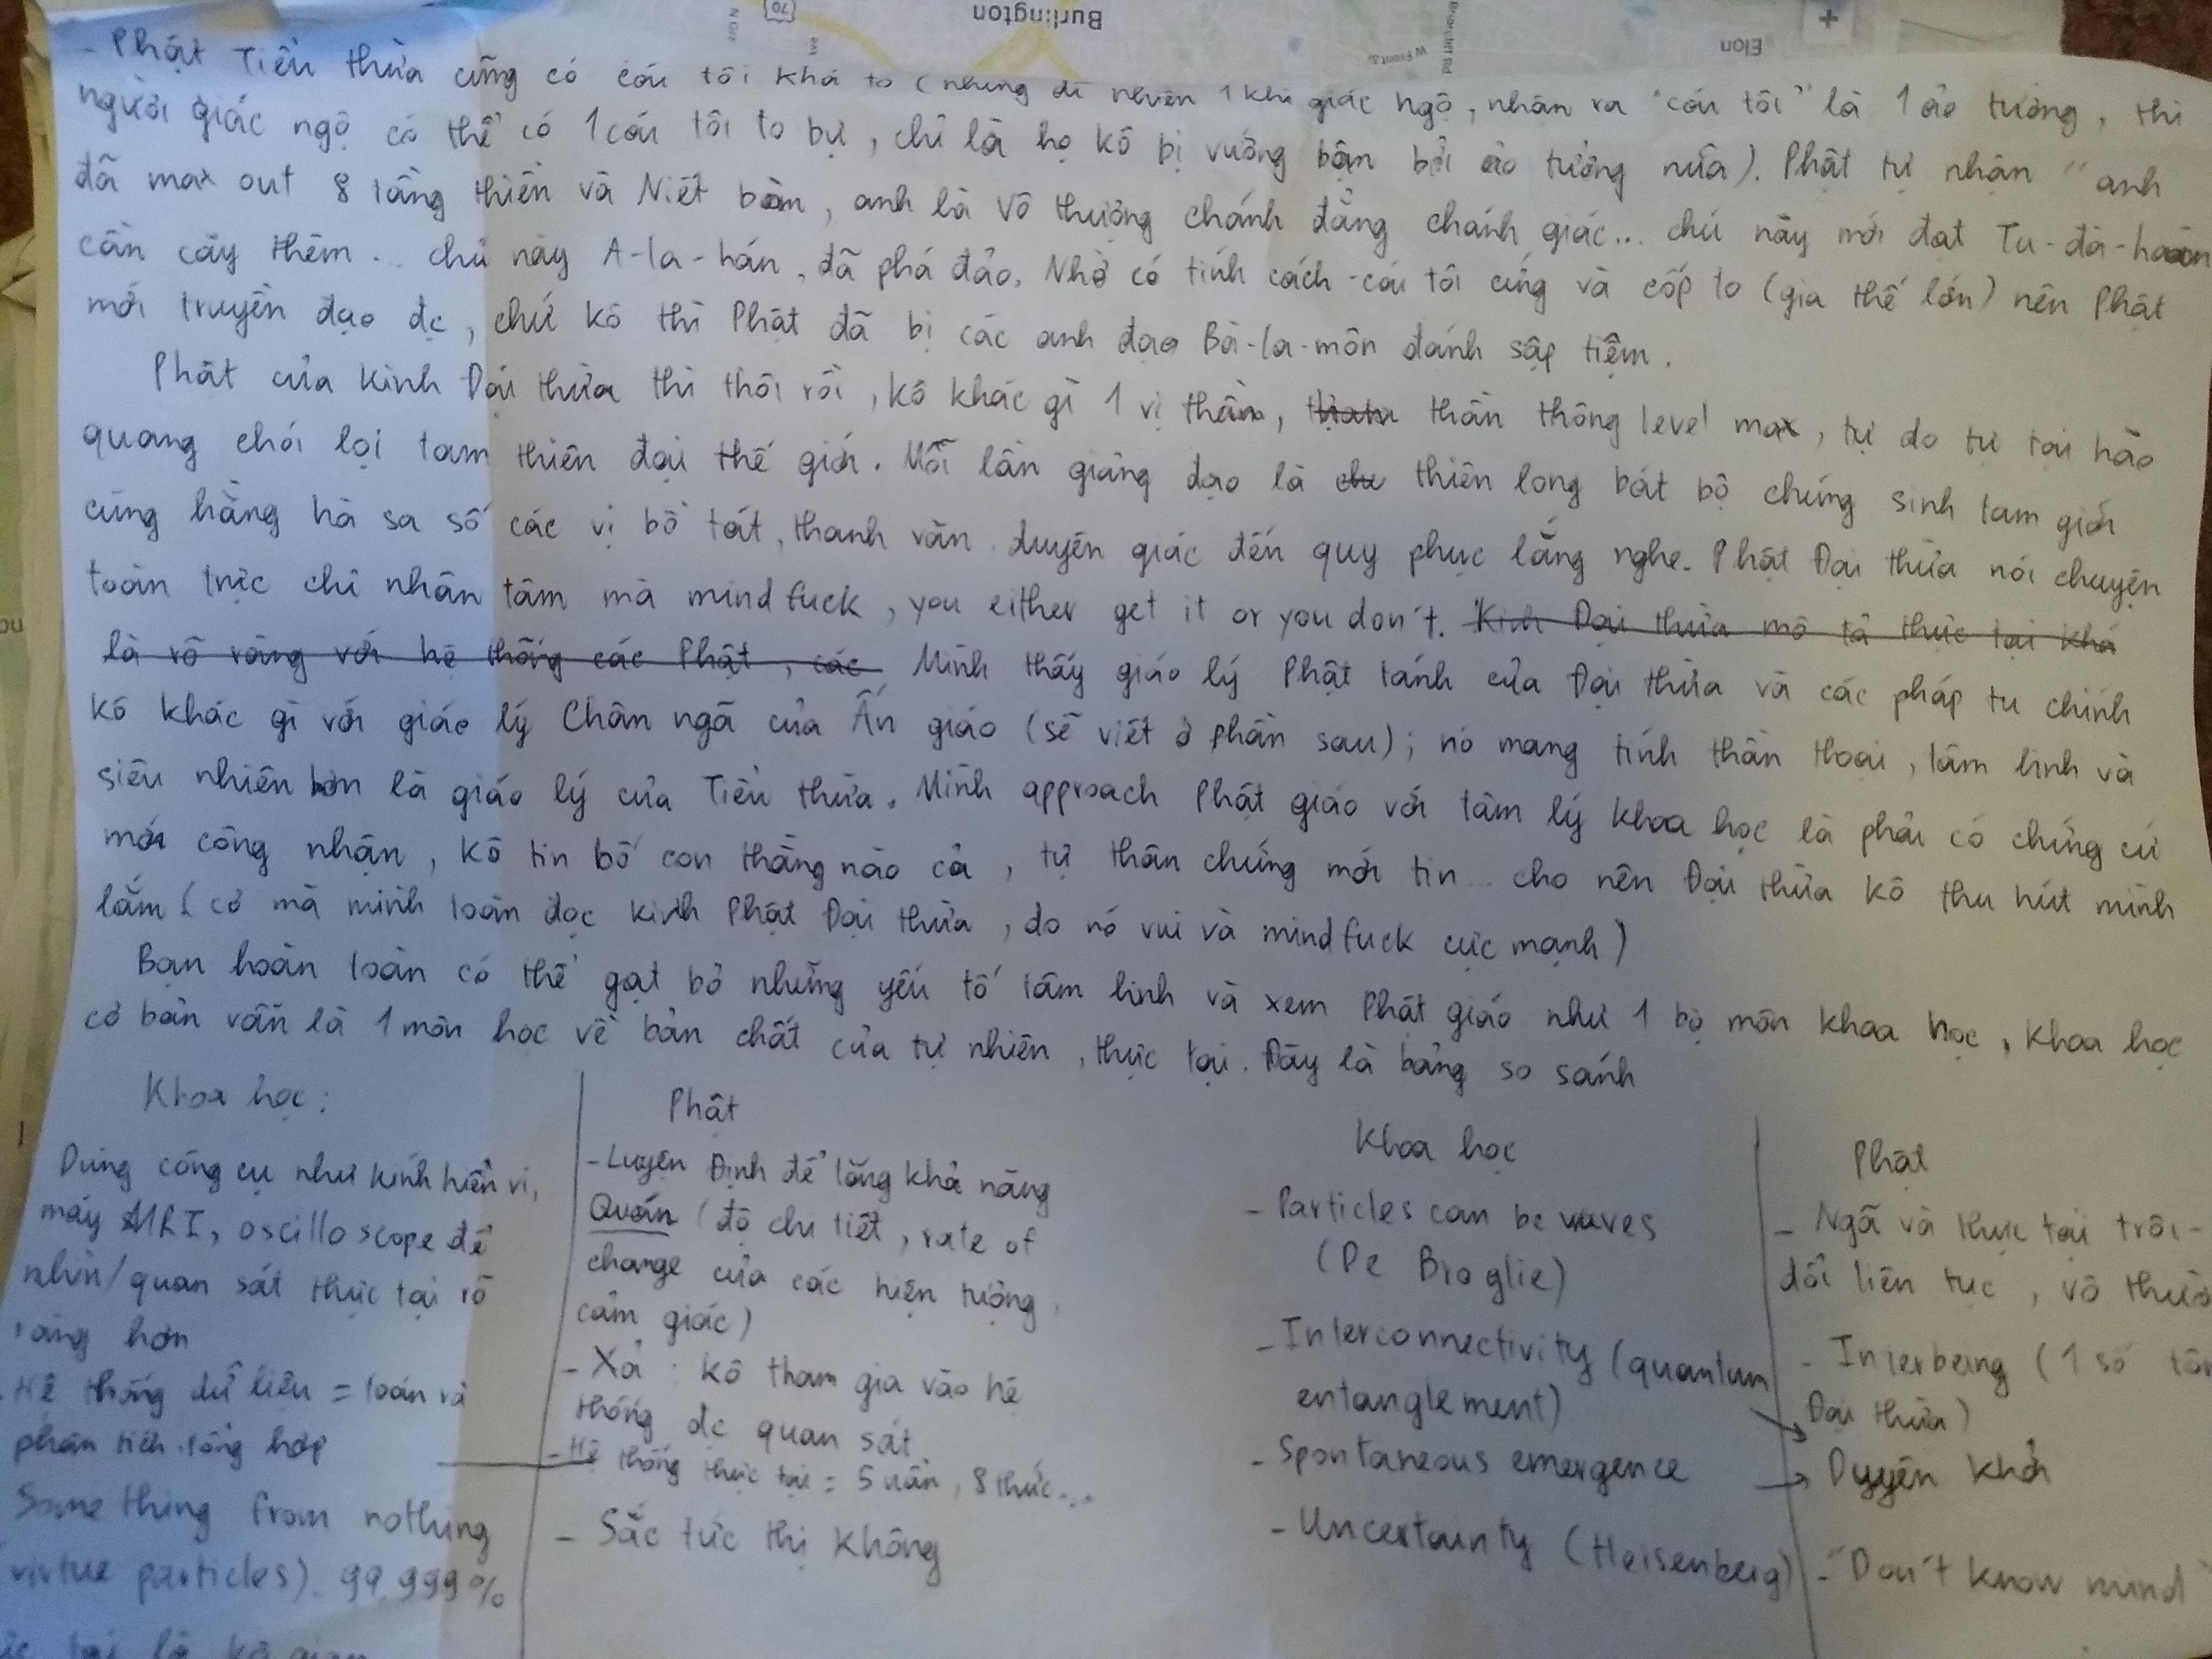 Burlington
70
N Gra
W Front St
Elon
- Phật Tiểu thừa cũng có cái tôi khá to (nhưng dĩ nhiên 1 khi giác ngộ, nhận ra "cái tôi" là 1 ảo tưởng, thì
người giác ngộ có thể có 1 cái tôi to bự, chỉ là họ kô bị vướng bận bởi ảo tưởng nữa). Phật tự nhận "anh
đã max out 8 tầng thiền và Niết bàn, anh là Vô thượng chánh đẳng chánh giác... chú này mới đạt Tu-đà-hoàn
cần cày thêm... chú này A-la-hán, đã phá đảo. Nhờ có tính cách-cái tôi cứng và cốp to (gia thế lớn) nên Phật
mới truyền đạo đc, chứ kô thì Phật đã bị các anh đạo Bà-la-môn đánh sập tiệm.
Phật của Kinh Đại thừa thì thôi rồi, kô khác gì 1 vị thần, thần thông level max, tự do tự tại hào
quang chói lọi tam thiên đại thế giới. Mỗi lần giảng đạo là thiên long bát bộ chúng sinh tam giới
cùng hằng hà sa số các vị bồ tát, thanh văn, duyên giác đến quy phục lắng nghe. Phật Đại thừa nói chuyện
toàn trực chỉ nhân tâm mà mindfuck, you either get it or you don't. Kinh Đại thừa mô tả thực tại khá
là rõ ràng với hệ thống các Phật, các Mình thấy giáo lý Phật tánh của Đại thừa và các pháp tu chính
kô khác gì với giáo lý Chân ngã của Ấn giáo (sẽ viết ở phần sau); nó mang tính thần thoại, tâm linh và
siêu nhiên hơn là giáo lý của Tiểu thừa. Mình approach Phật giáo với tâm lý khoa học là phải có chứng cứ
mới công nhận, kô tin bố con thằng nào cả, tự thân chứng mới tin... cho nên Đại thừa kô thu hút mình
lắm (cơ mà mình toàn đọc kinh Phật Đại thừa, do nó vui và mindfuck cực mạnh)
Bạn hoàn toàn có thể gạt bỏ những yếu tố tâm linh và xem Phật giáo như 1 bộ môn khoa học, khoa học
cơ bản vẫn là 1 môn học về bản chất của tự nhiên, thực tại. Đây là bảng so sánh
Khoa học:
Dùng công cụ như kính hiển vi,
máy MRI, oscilloscope để
nhìn/quan sát thực tại rõ
ràng hơn
Hệ thống dữ liệu = toán và
phân tích tổng hợp
Something from nothing
(virtue particles). 99.999%
Phật
- Luyện Định để tăng khả năng
Quán (độ chi tiết, rate of
change của các hiện tượng,
cảm giác)
- Xả: kô tham gia vào hệ
thống đc quan sát
- Hệ thống thực tại = 5 uẩn, 8 thức...
- Sắc tức thị Không
Khoa học
- Particles can be waves
(De Broglie)
- Interconnectivity (quantum
entanglement)
- Spontaneous emergence
- Uncertainty (Heisenberg)
Phật
- Ngã và thực tại trôi-
đổi liên tục, vô
- Interbeing (1 số
Đại thừa)
→ Duyên Khởi
- "Don't know mind"